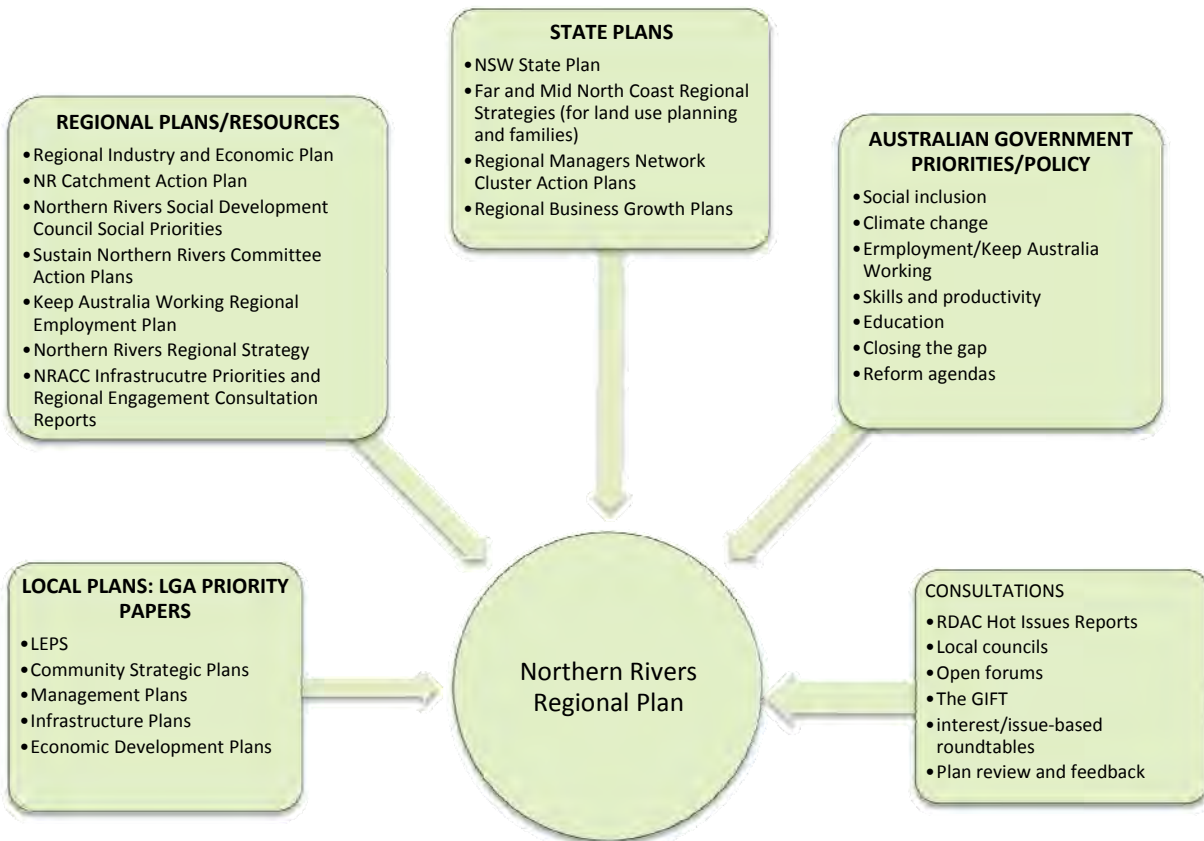 STATE PLANS
•NSW State Plan
•Far and Mid North Coast Regional
Strategies (for land use planning
and families)
•Regional Managers Network
Cluster Action Plans
•Regional Business Growth Plans
REGIONAL PLANS/RESOURCES
•Regional Industry and Economic Plan
•NR Catchment Action Plan
•Northern Rivers Social Development
Council Social Priorities
•Sustain Northern Rivers Committee
Action Plans
•Keep Australia Working Regional
Employment Plan
•Northern Rivers Regional Strategy
•NRACC Infrastrucutre Priorities and
Regional Engagement Consultation
Reports
AUSTRALIAN GOVERNMENT
PRIORITIES/POLICY
•Social inclusion
•Climate change
•Ermployment/Keep Australia
Working
•Skills and productivity
•Education
•Closing the gap
•Reform agendas
LOCAL PLANS: LGA PRIORITY
PAPERS
•LEPS
•Community Strategic Plans
•Management Plans
•Infrastructure Plans
•Economic Development Plans
Northern Rivers
Regional Plan
CONSULTATIONS
•RDAC Hot Issues Reports
•Local councils
•Open forums
•The GIFT
•interest/issue-based
roundtables
•Plan review and feedback